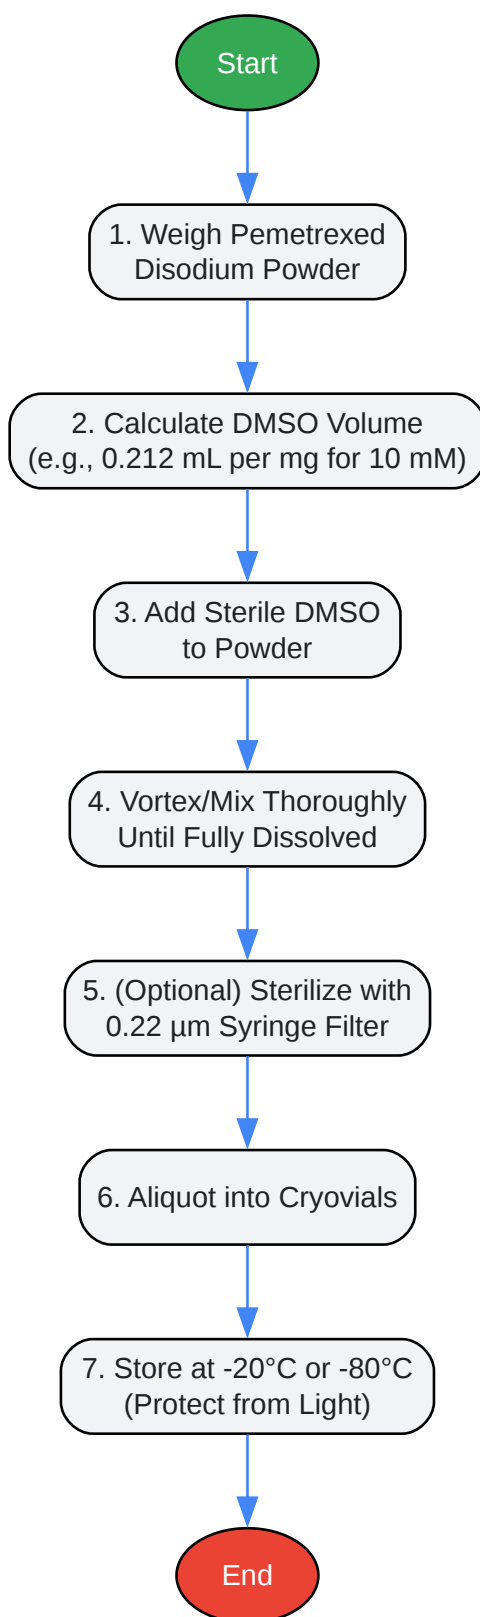 Start
1. Weigh Pemetrexed
Disodium Powder
2. Calculate DMSO Volume
(e.g., 0.212 mL per mg for 10 mM)
3. Add Sterile DMSO
to Powder
4. Vortex/Mix Thoroughly
Until Fully Dissolved
5. (Optional) Sterilize with
0.22 µm Syringe Filter
6. Aliquot into Cryovials
7. Store at -20°C or -80°C
(Protect from Light)
End